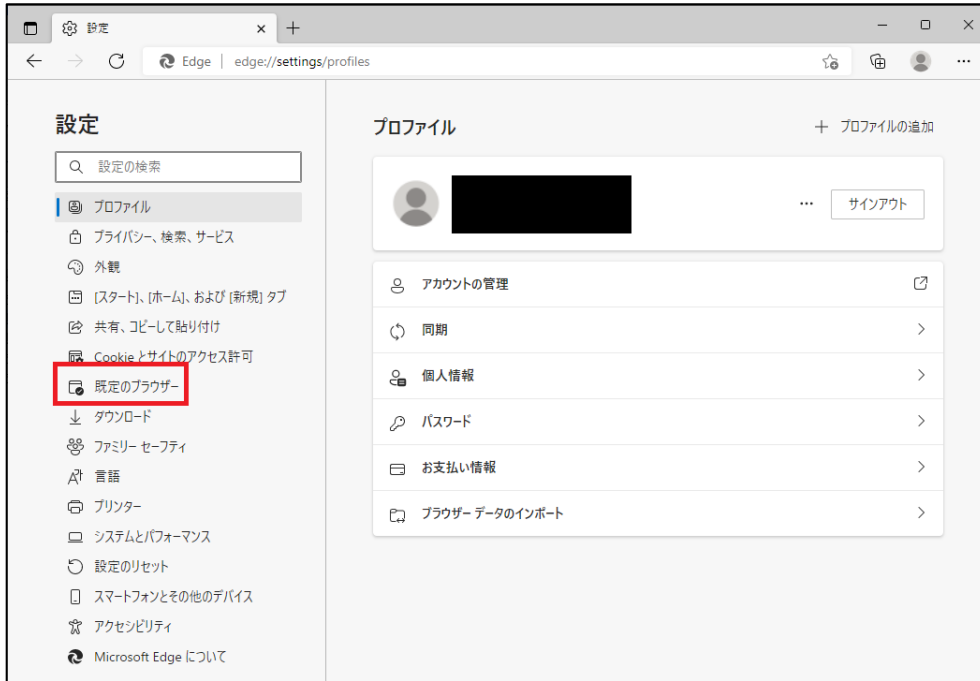 設定
Edge edge://settings/profiles
設定
設定の検索
プロファイル
プライバシー、検索、サービス
外観
[スタート]、[ホーム]、および [新規] タブ
共有、コピーして貼り付け
Cookie とサイトのアクセス許可
既定のブラウザー
ダウンロード
ファミリー セーフティ
言語
プリンター
システムとパフォーマンス
設定のリセット
スマートフォンとその他のデバイス
アクセシビリティ
Microsoft Edge について
プロファイル
プロファイルの追加
サインアウト
アカウントの管理
同期
個人情報
パスワード
お支払い情報
ブラウザー データのインポート